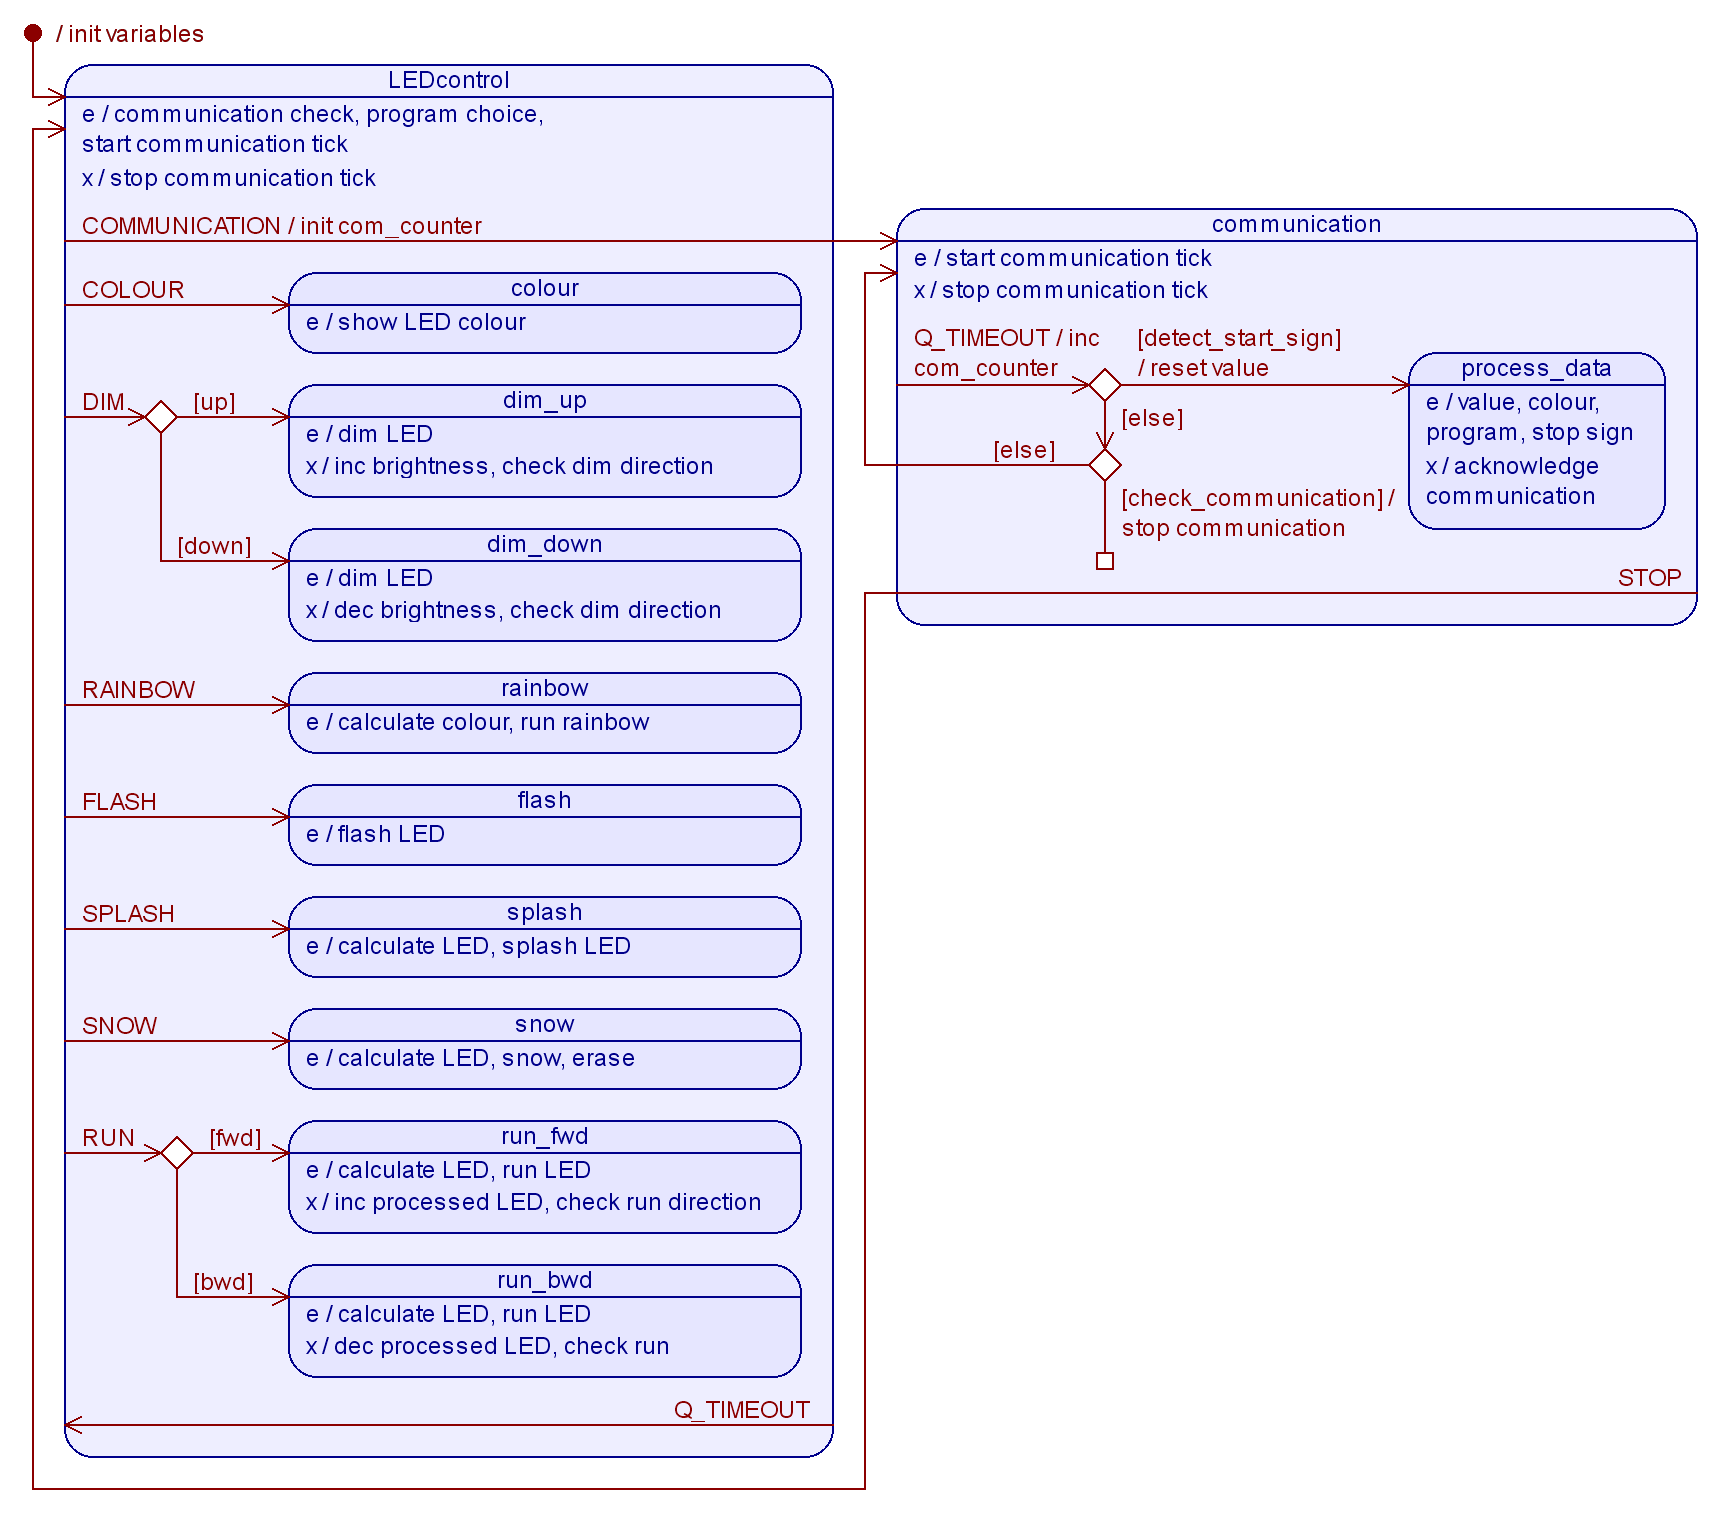 / init variables
LEDcontrol
e / communication check, program choice,
start communication tick
x / stop communication tick
COMMUNICATION / init com_counter
COLOUR
colour
e / show LED colour
DIM
[up]
dim_up
e / dim LED
x / inc brightness, check dim direction
[down]
dim_down
e / dim LED
x / dec brightness, check dim direction
RAINBOW
rainbow
e / calculate colour, run rainbow
FLASH
flash
e / flash LED
SPLASH
splash
e / calculate LED, splash LED
SNOW
snow
e / calculate LED, snow, erase
RUN
[fwd]
run_fwd
e / calculate LED, run LED
x / inc processed LED, check run direction
[bwd]
run_bwd
e / calculate LED, run LED
x / dec processed LED, check run
Q_TIMEOUT
communication
e / start communication tick
x / stop communication tick
Q_TIMEOUT / inc
com_counter
[detect_start_sign]
/ reset value
process_data
e / value, colour,
program, stop sign
x / acknowledge
communication
[else]
[else]
[check_communication] /
stop communication
STOP